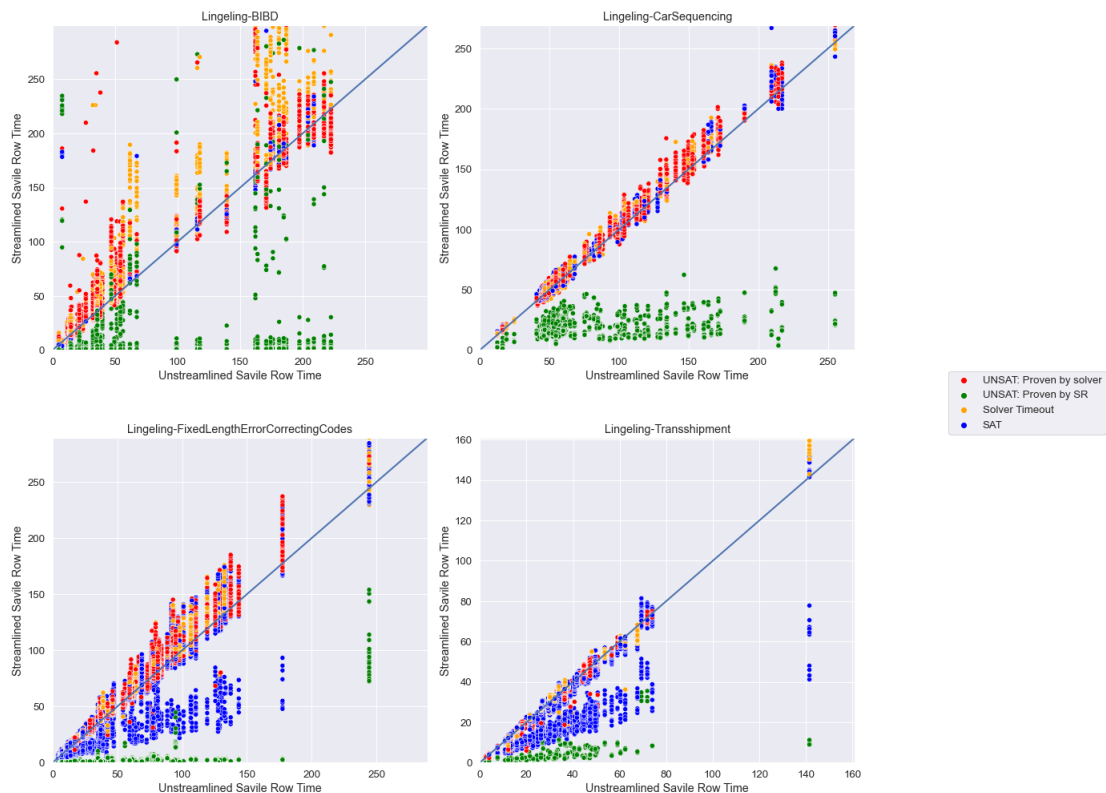 Lingeling-BIBD
Streamlined Savile Row Time
250
200
150
100
50
0
0 50 100 150 200 250
Unstreamlined Savile Row Time
Lingeling-CarSequencing
Streamlined Savile Row Time
250
200
150
100
50
0
0 50 100 150 200 250
Unstreamlined Savile Row Time
UNSAT: Proven by solver
UNSAT: Proven by SR
Solver Timeout
SAT
Lingeling-FixedLengthErrorCorrectingCodes
Streamlined Savile Row Time
250
200
150
100
50
0
0 50 100 150 200 250
Unstreamlined Savile Row Time
Lingeling-Transshipment
Streamlined Savile Row Time
160
140
120
100
80
60
40
20
0
0 20 40 60 80 100 120 140 160
Unstreamlined Savile Row Time